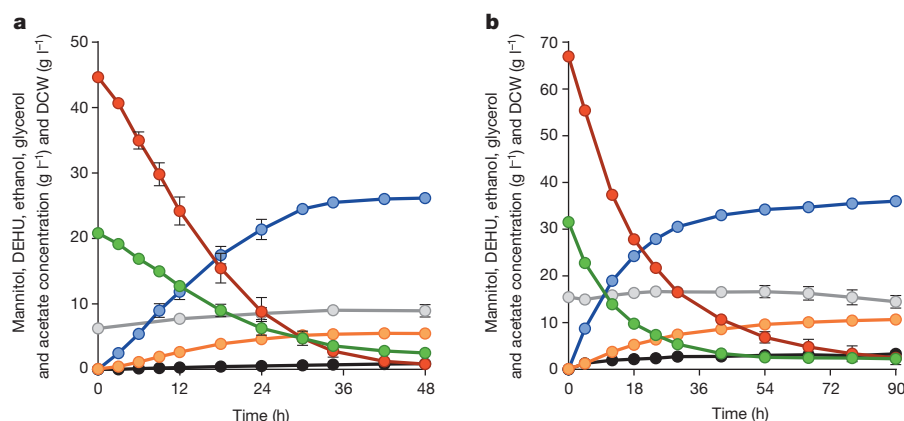 a
Mannitol, DEHU, ethanol, glycerol
and acetate concentration (g l⁻¹) and DCW (g l⁻¹)
50
40
30
20
10
0
0 12 24 36 48
Time (h)
b
Mannitol, DEHU, ethanol, glycerol
and acetate concentration (g l⁻¹) and DCW (g l⁻¹)
70
60
50
40
30
20
10
0
0 18 36 54 72 90
Time (h)